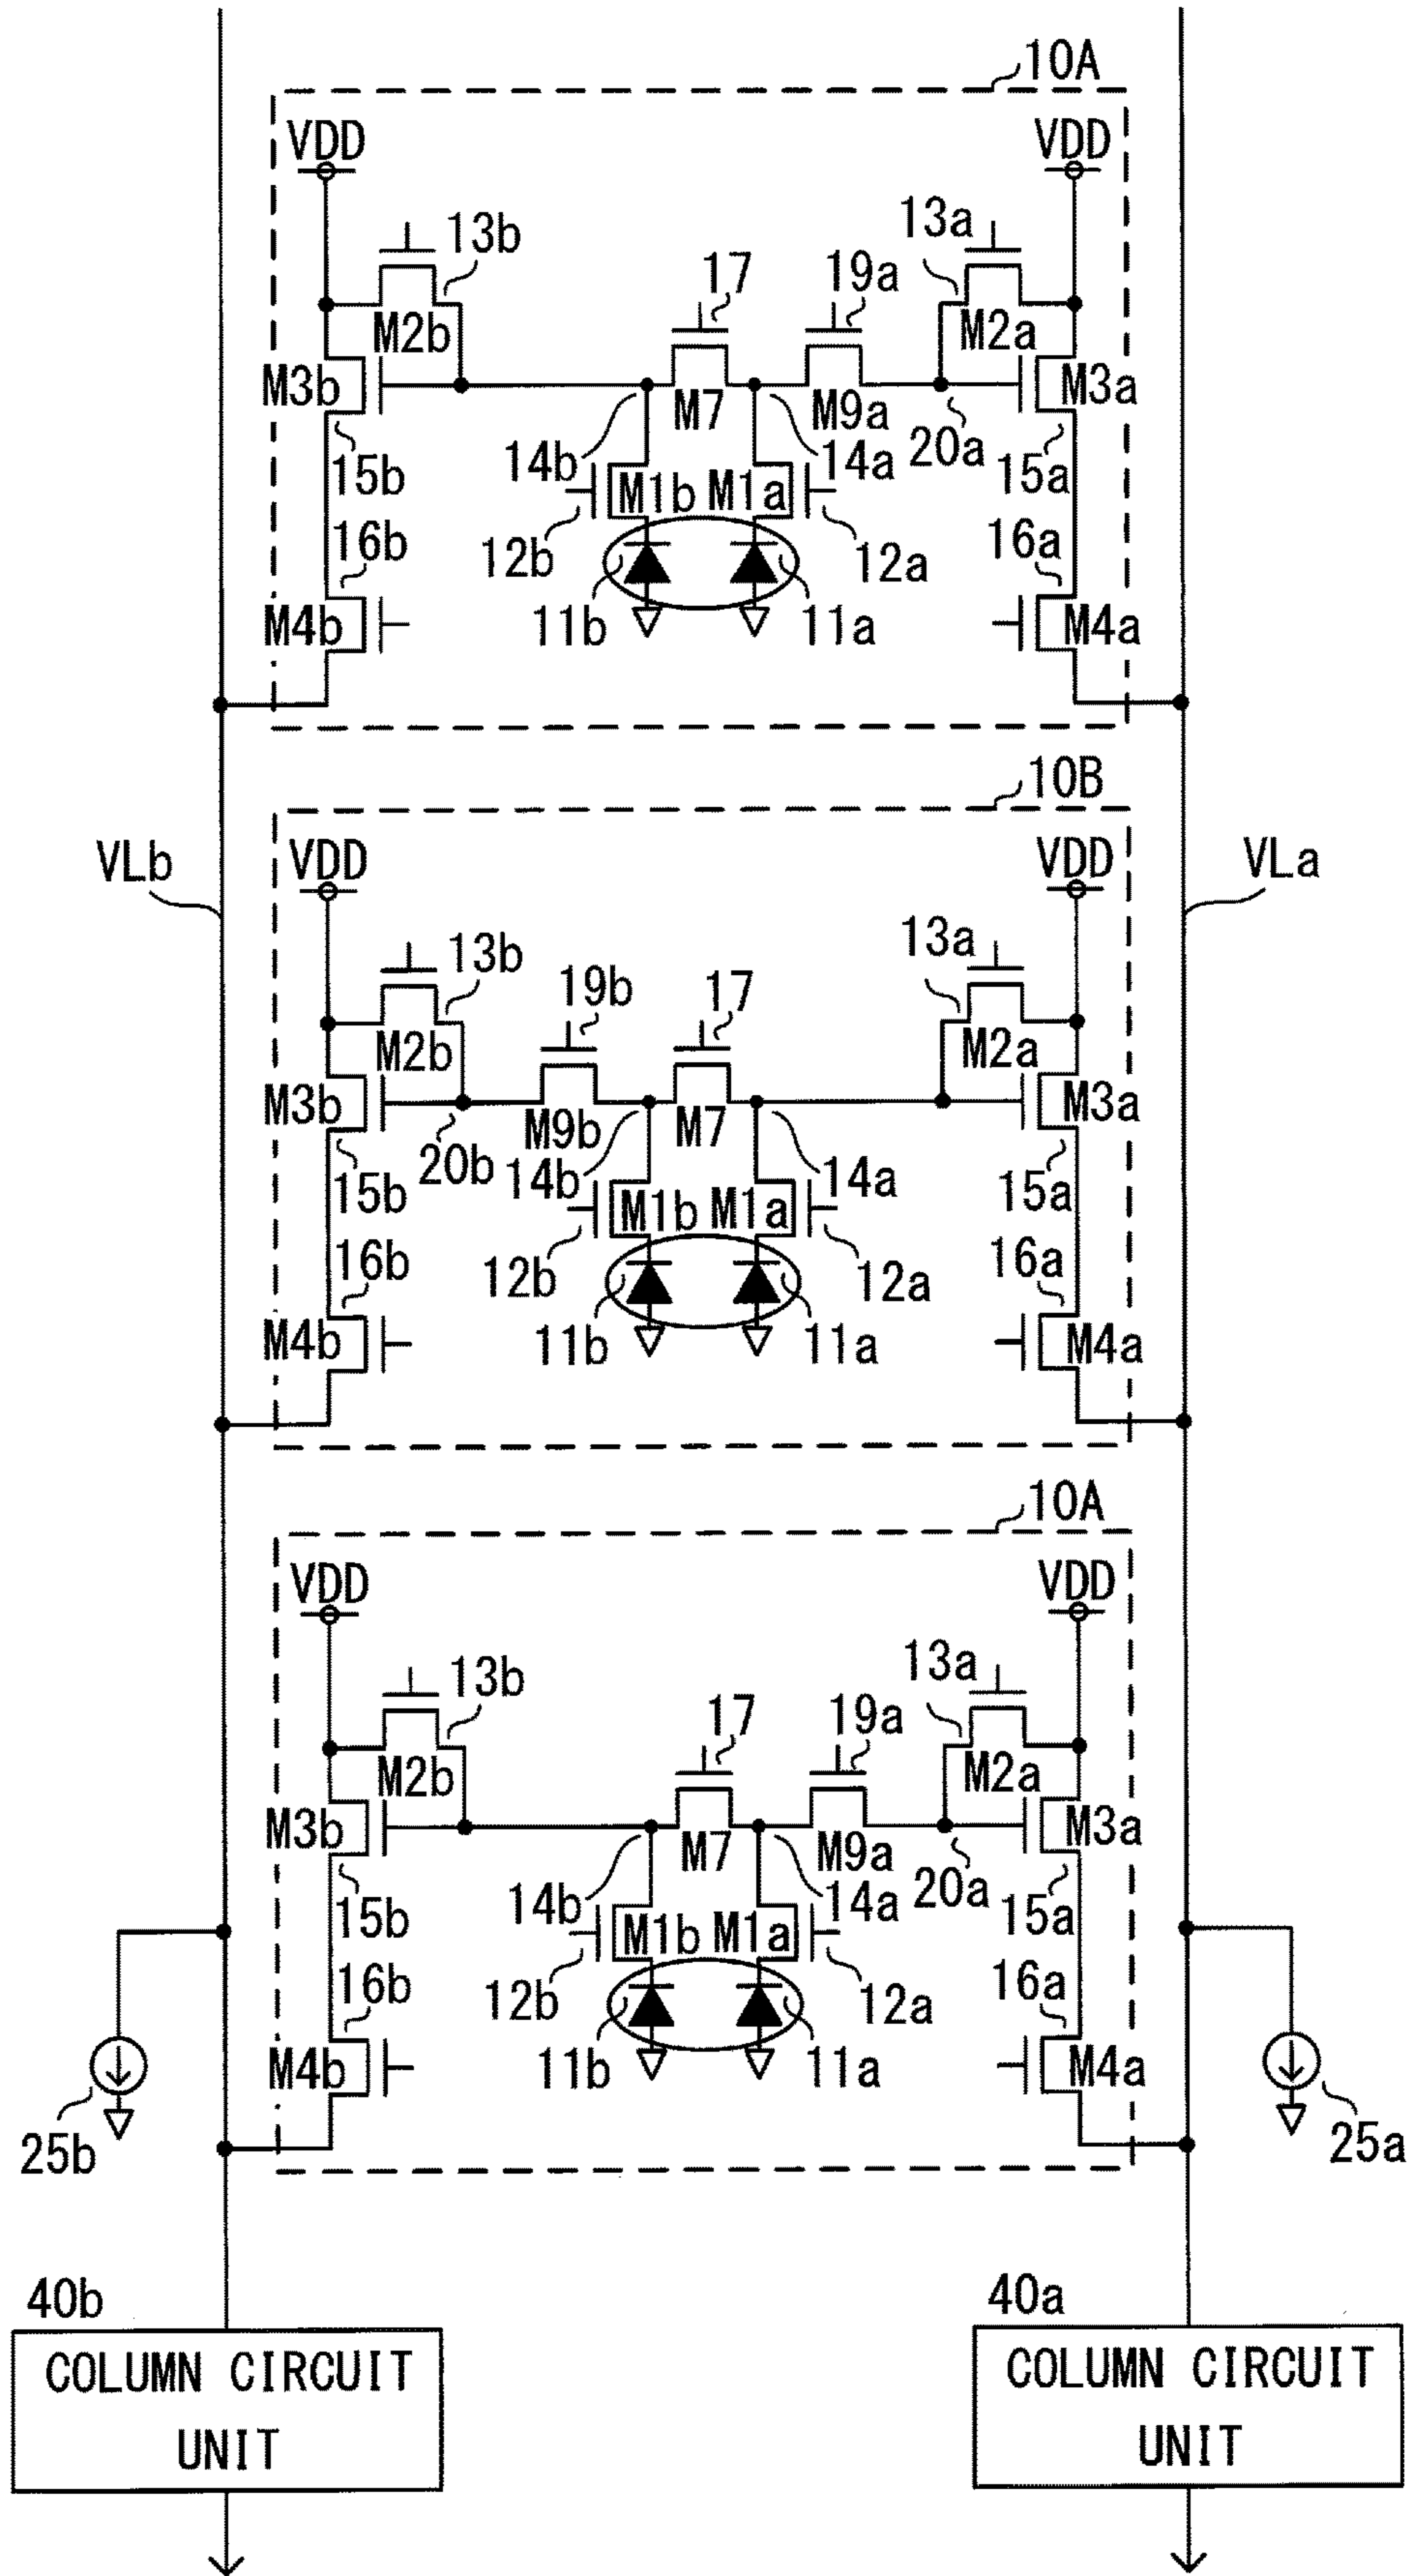 10A
VDD VDD
13b 17 19a 13a
M2b M2a
M3b M7 M9a M3a
14b 14a 20a
15b M1b M1a 15a
16b 12b 12a 16a
M4b 11b 11a M4a
10B
VLb VDD VDD VLa
13b 19b 17 13a
M2b M2a
M3b M9b M7 M3a
20b 14b 14a
15b M1b M1a 15a
16b 12b 12a 16a
M4b 11b 11a M4a
10A
VDD VDD
13b 17 19a 13a
M2b M2a
M3b M7 M9a M3a
14b 14a 20a
15b M1b M1a 15a
16b 12b 12a 16a
M4b 11b 11a M4a
25b 25a
40b 40a
COLUMN CIRCUIT COLUMN CIRCUIT
UNIT UNIT